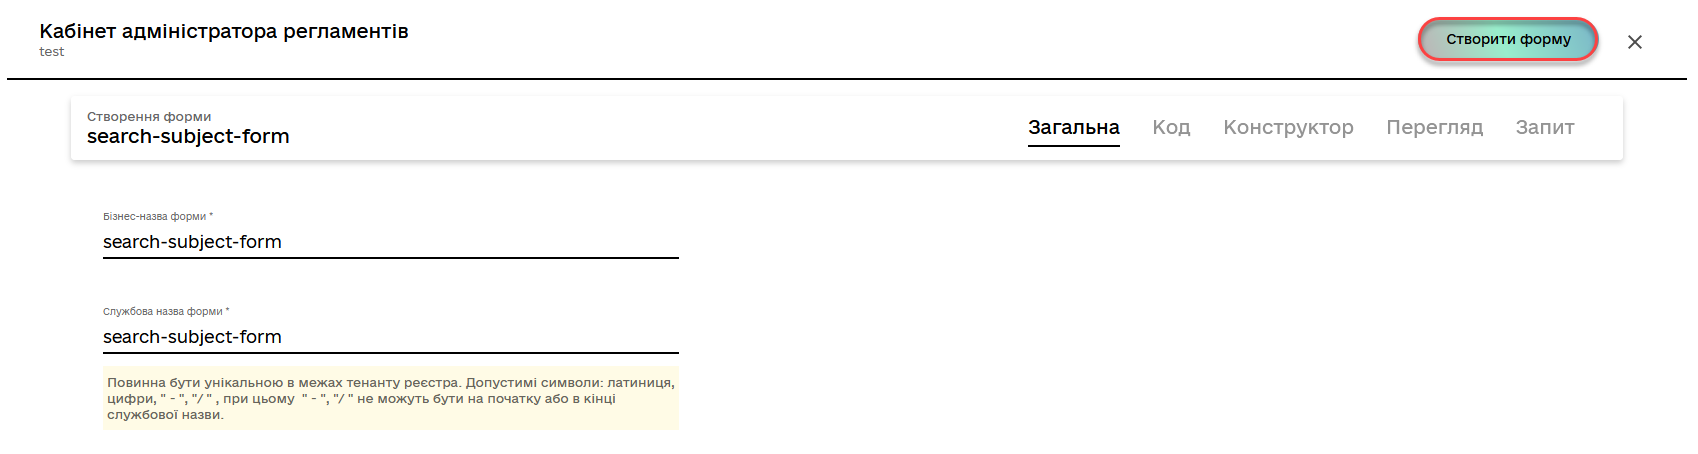 Кабінет адміністратора регламентів
test
Створити форму
Створення форми
search-subject-form
Загальна Код Конструктор Перегляд Запит
Бізнес-назва форми *
search-subject-form
Службова назва форми *
search-subject-form
Повинна бути унікальною в межах тенанту реєстра. Допустимі символи: латиниця,
цифри, " - ", "/ " , при цьому " - ", "/ " не можуть бути на початку або в кінці
службової назви.